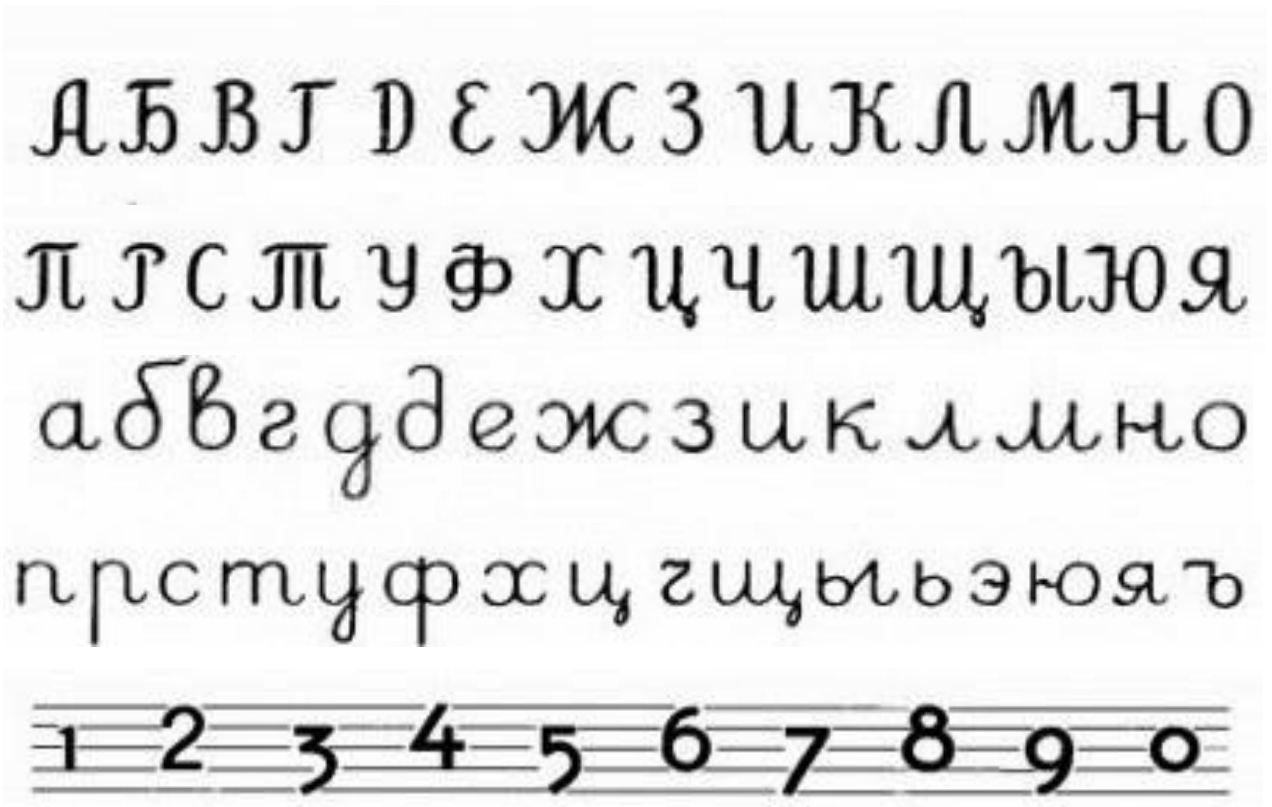 А Б В Г Д Е Ж З И К Л М Н О
П Р С Т У Ф Х Ц Ч Ш Щ Ъ Ы Ю Я
а б в г д д е ж з и к л м н о
п р с т у ф х ц ч щ ы ь э ю я ъ
1 2 3 4 5 6 7 8 9 0